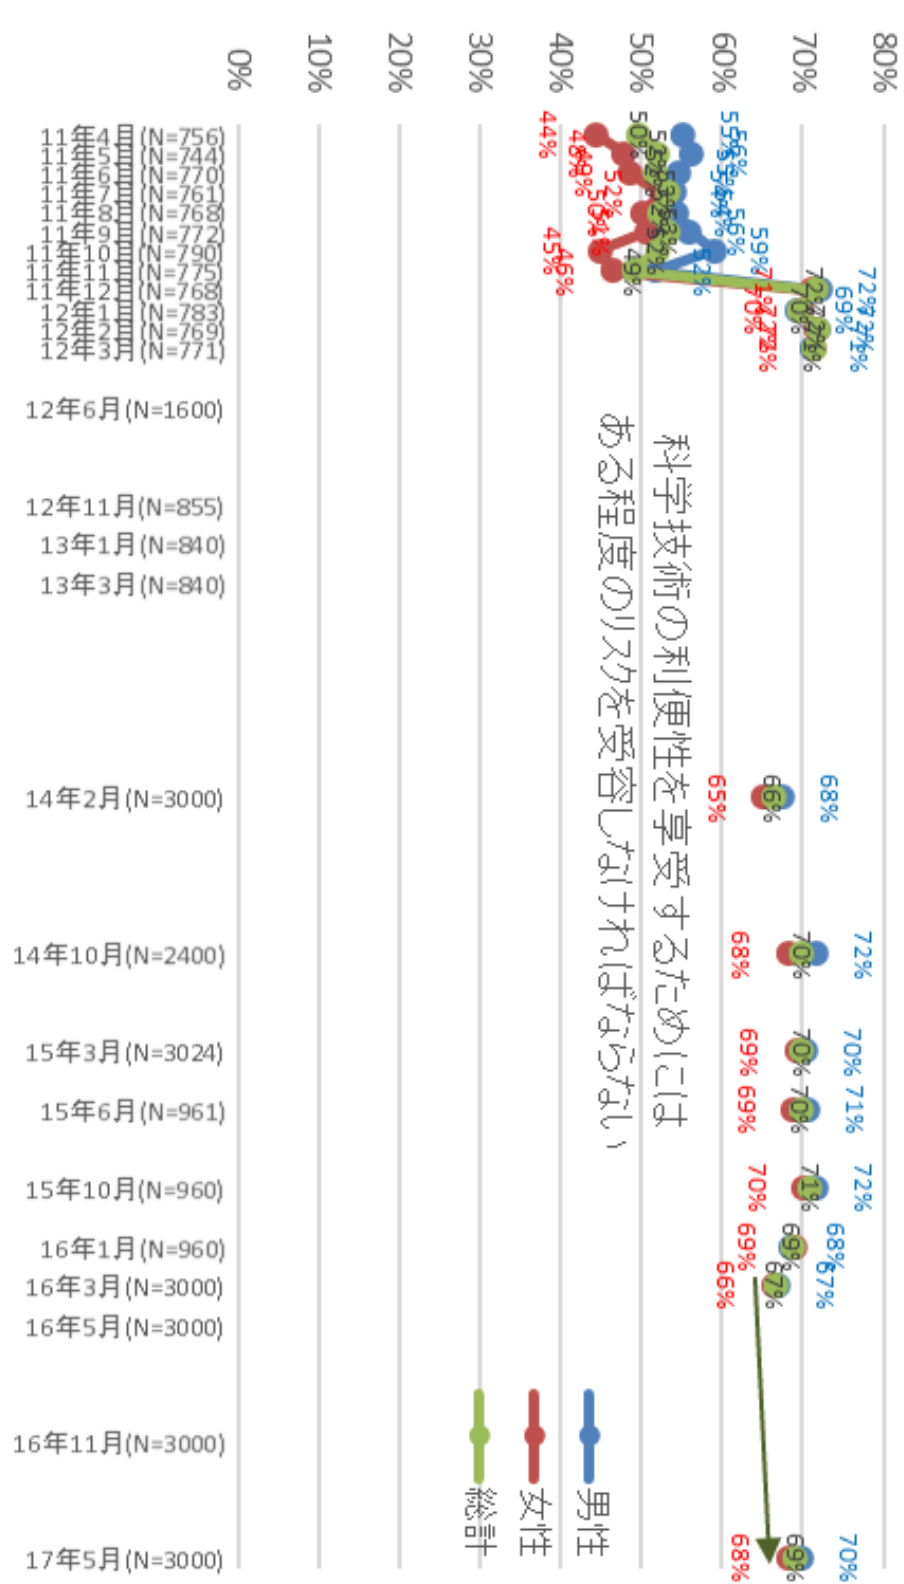 80%
70%
60%
50%
40%
30%
20%
10%
0%
科学技術の利便性を享受するためには
ある程度のリスクを受容しなければならない
男性
女性
総計
72%
69%
71%
59%
56%
52%
72%
70%
49%
44%
45%
46%
52%
50%
70%
68%
66%
65%
72%
70%
68%
70%
70%
69%
71%
70%
69%
72%
71%
70%
68%
69%
69%
67%
67%
66%
70%
69%
68%
11年4月(N=756)
11年5月(N=744)
11年6月(N=770)
11年7月(N=761)
11年8月(N=768)
11年9月(N=772)
11年10月(N=790)
11年11月(N=775)
11年12月(N=768)
12年1月(N=783)
12年2月(N=769)
12年3月(N=771)
12年6月(N=1600)
12年11月(N=855)
13年1月(N=840)
13年3月(N=840)
14年2月(N=3000)
14年10月(N=2400)
15年3月(N=3024)
15年6月(N=961)
15年10月(N=960)
16年1月(N=960)
16年3月(N=3000)
16年5月(N=3000)
16年11月(N=3000)
17年5月(N=3000)